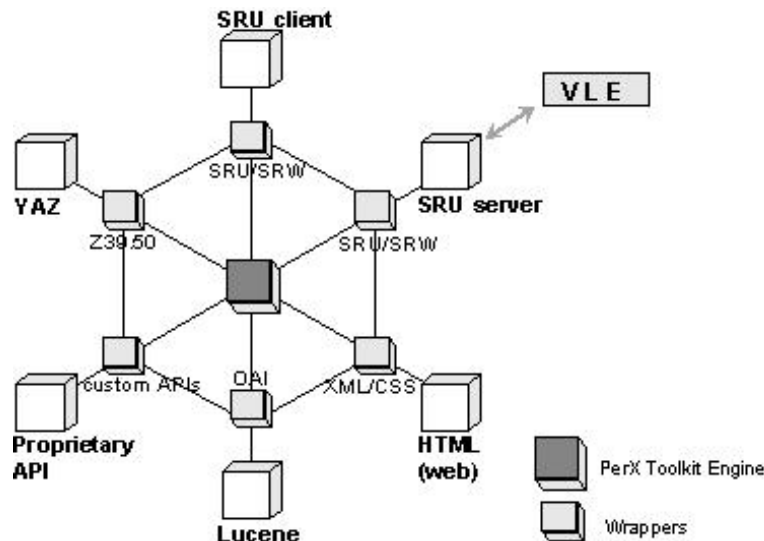 SRU client
VLE
SRU/SRW
YAZ
SRU server
Z39.50
SRU/SRW
custom APIs
OAI
XML/CSS
Proprietary
API
HTML
(web)
PerX Toolkit Engine
Lucene
Wrappers